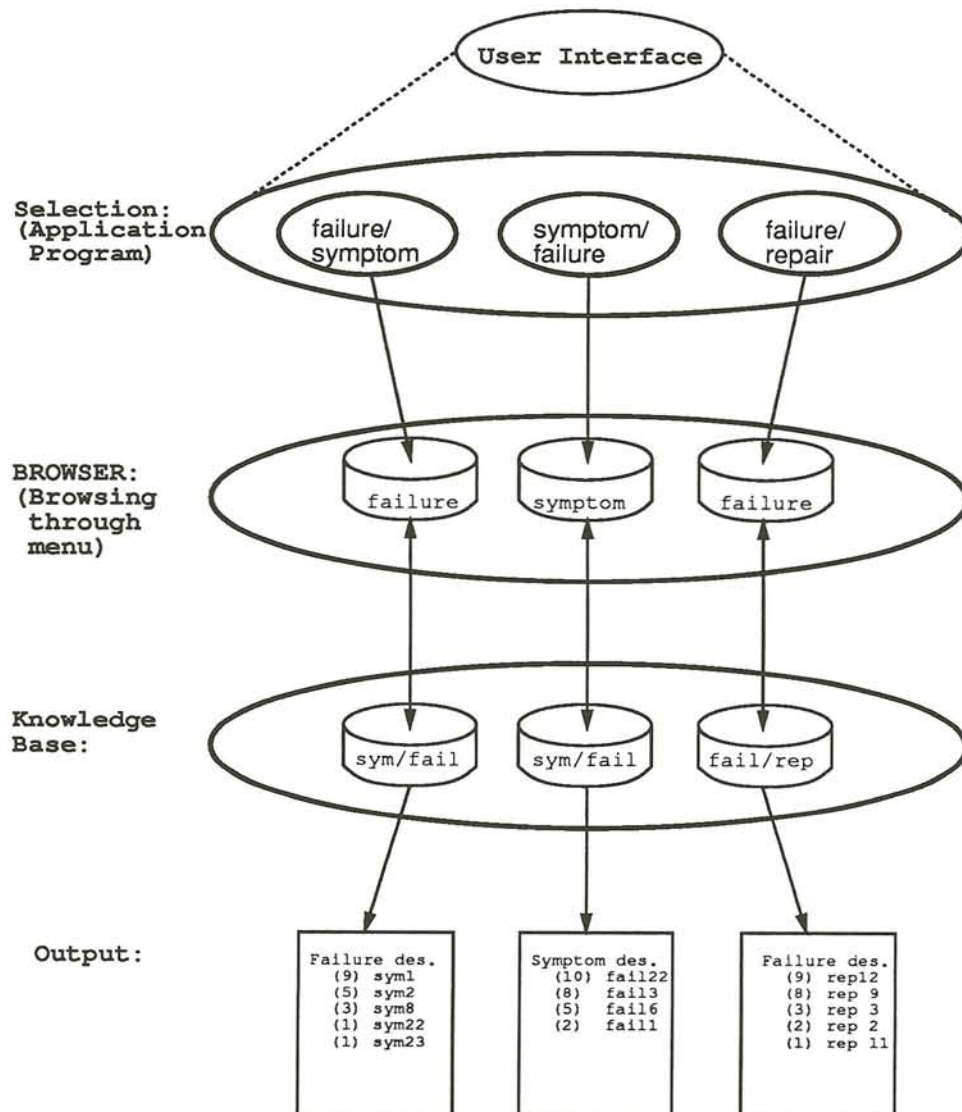 User Interface
Selection:
(Application
Program)
failure/
symptom
symptom/
failure
failure/
repair
BROWSER:
(Browsing
through
menu)
failure
symptom
failure
Knowledge
Base:
sym/fail
sym/fail
fail/rep
Output:
Failure des.
(9) sym1
(5) sym2
(3) sym8
(1) sym22
(1) sym23
Symptom des.
(10) fail22
(8) fail3
(5) fail6
(2) fail1
Failure des.
(9) rep12
(8) rep 9
(3) rep 3
(2) rep 2
(1) rep 11